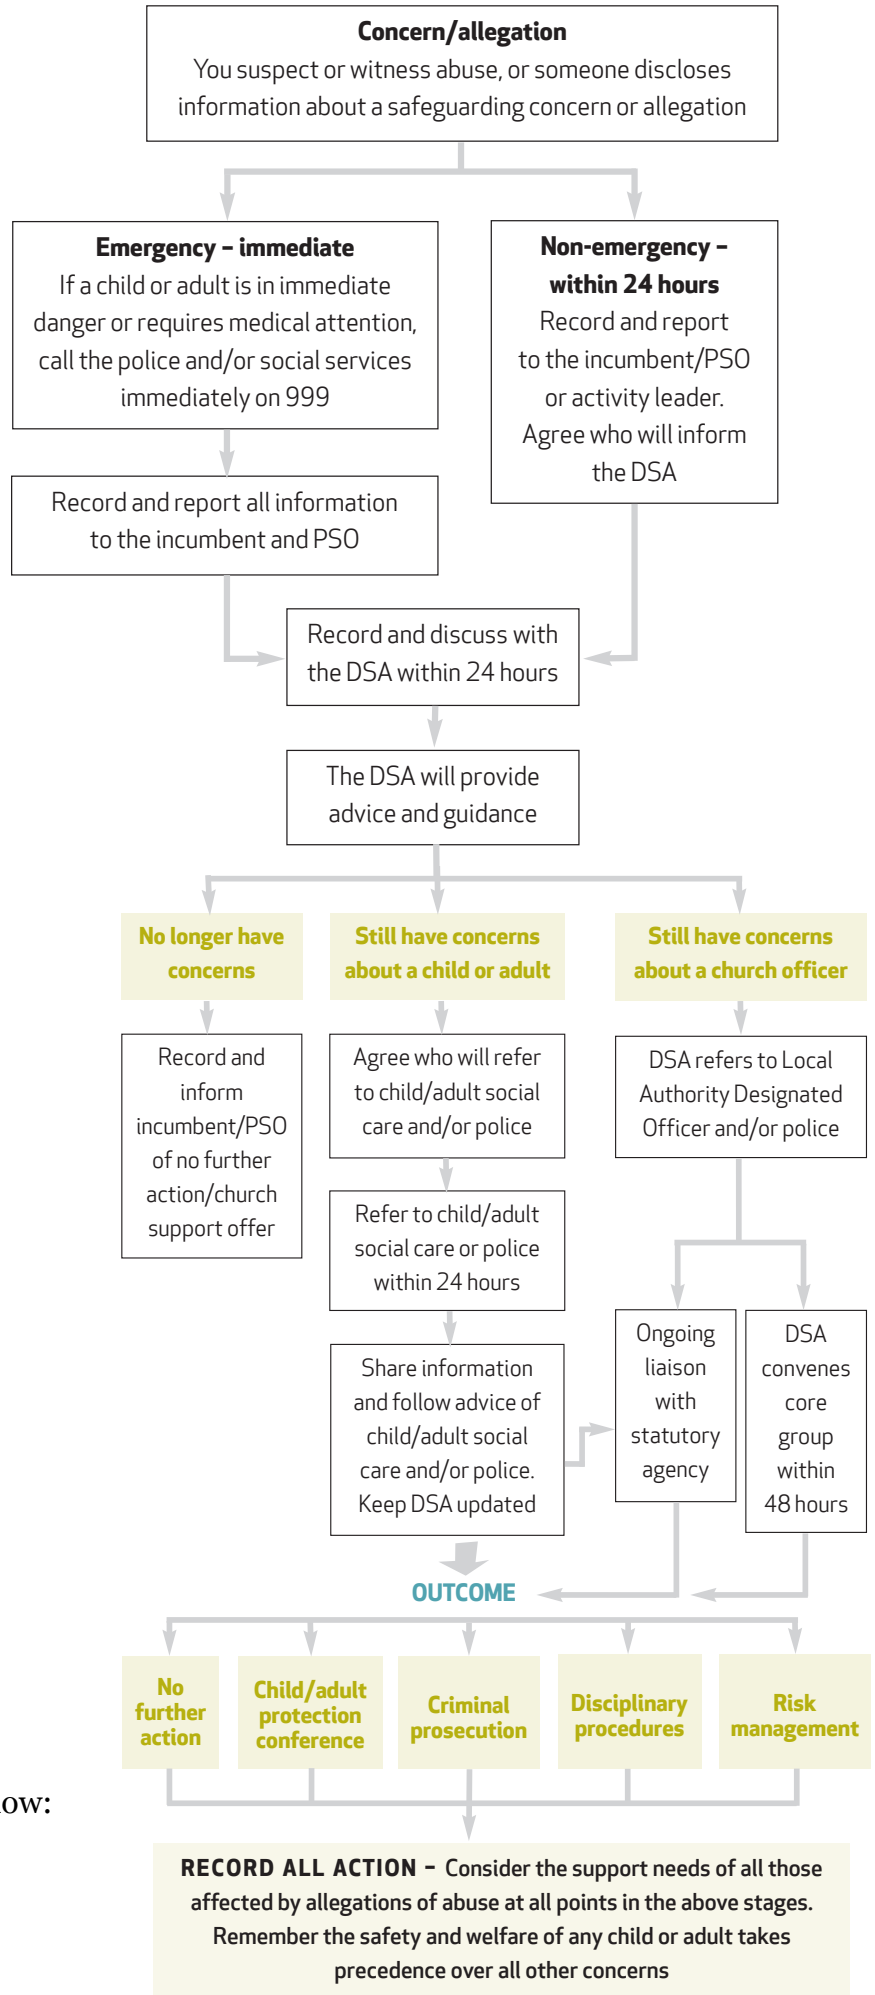 Concern/allegation
You suspect or witness abuse, or someone discloses
information about a safeguarding concern or allegation
Emergency – immediate
If a child or adult is in immediate
danger or requires medical attention,
call the police and/or social services
immediately on 999
Non-emergency –
within 24 hours
Record and report
to the incumbent/PSO
or activity leader.
Agree who will inform
the DSA
Record and report all information
to the incumbent and PSO
Record and discuss with
the DSA within 24 hours
The DSA will provide
advice and guidance
No longer have
concerns
Still have concerns
about a child or adult
Still have concerns
about a church officer
Record and
inform
incumbent/PSO
of no further
action/church
support offer
Agree who will refer
to child/adult social
care and/or police
DSA refers to Local
Authority Designated
Officer and/or police
Refer to child/adult
social care or police
within 24 hours
Share information
and follow advice of
child/adult social
care and/or police.
Keep DSA updated
Ongoing
liaison
with
statutory
agency
DSA
convenes
core
group
within
48 hours
OUTCOME
No
further
action
Child/adult
protection
conference
Criminal
prosecution
Disciplinary
procedures
Risk
management
ow:
RECORD ALL ACTION – Consider the support needs of all those
affected by allegations of abuse at all points in the above stages.
Remember the safety and welfare of any child or adult takes
precedence over all other concerns